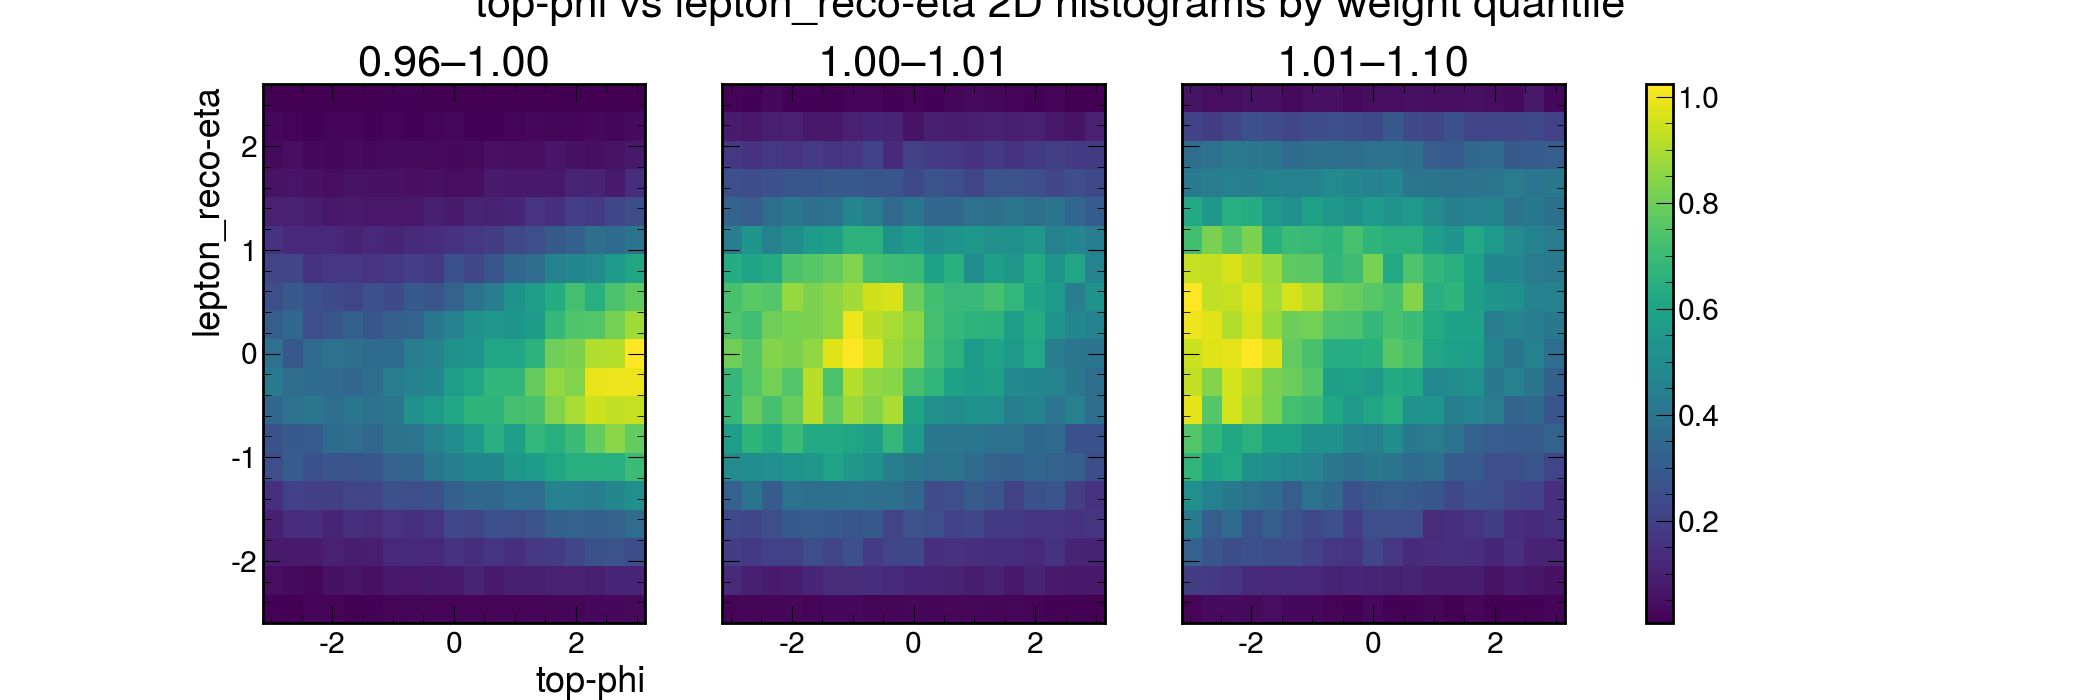 top-phi vs lepton_reco-eta 2D histograms by weight quantile
0.96–1.00
1.00–1.01
1.01–1.10
lepton_reco-eta
2
1
0
-1
-2
-2 0 2
-2 0 2
-2 0 2
top-phi
1.0
0.8
0.6
0.4
0.2